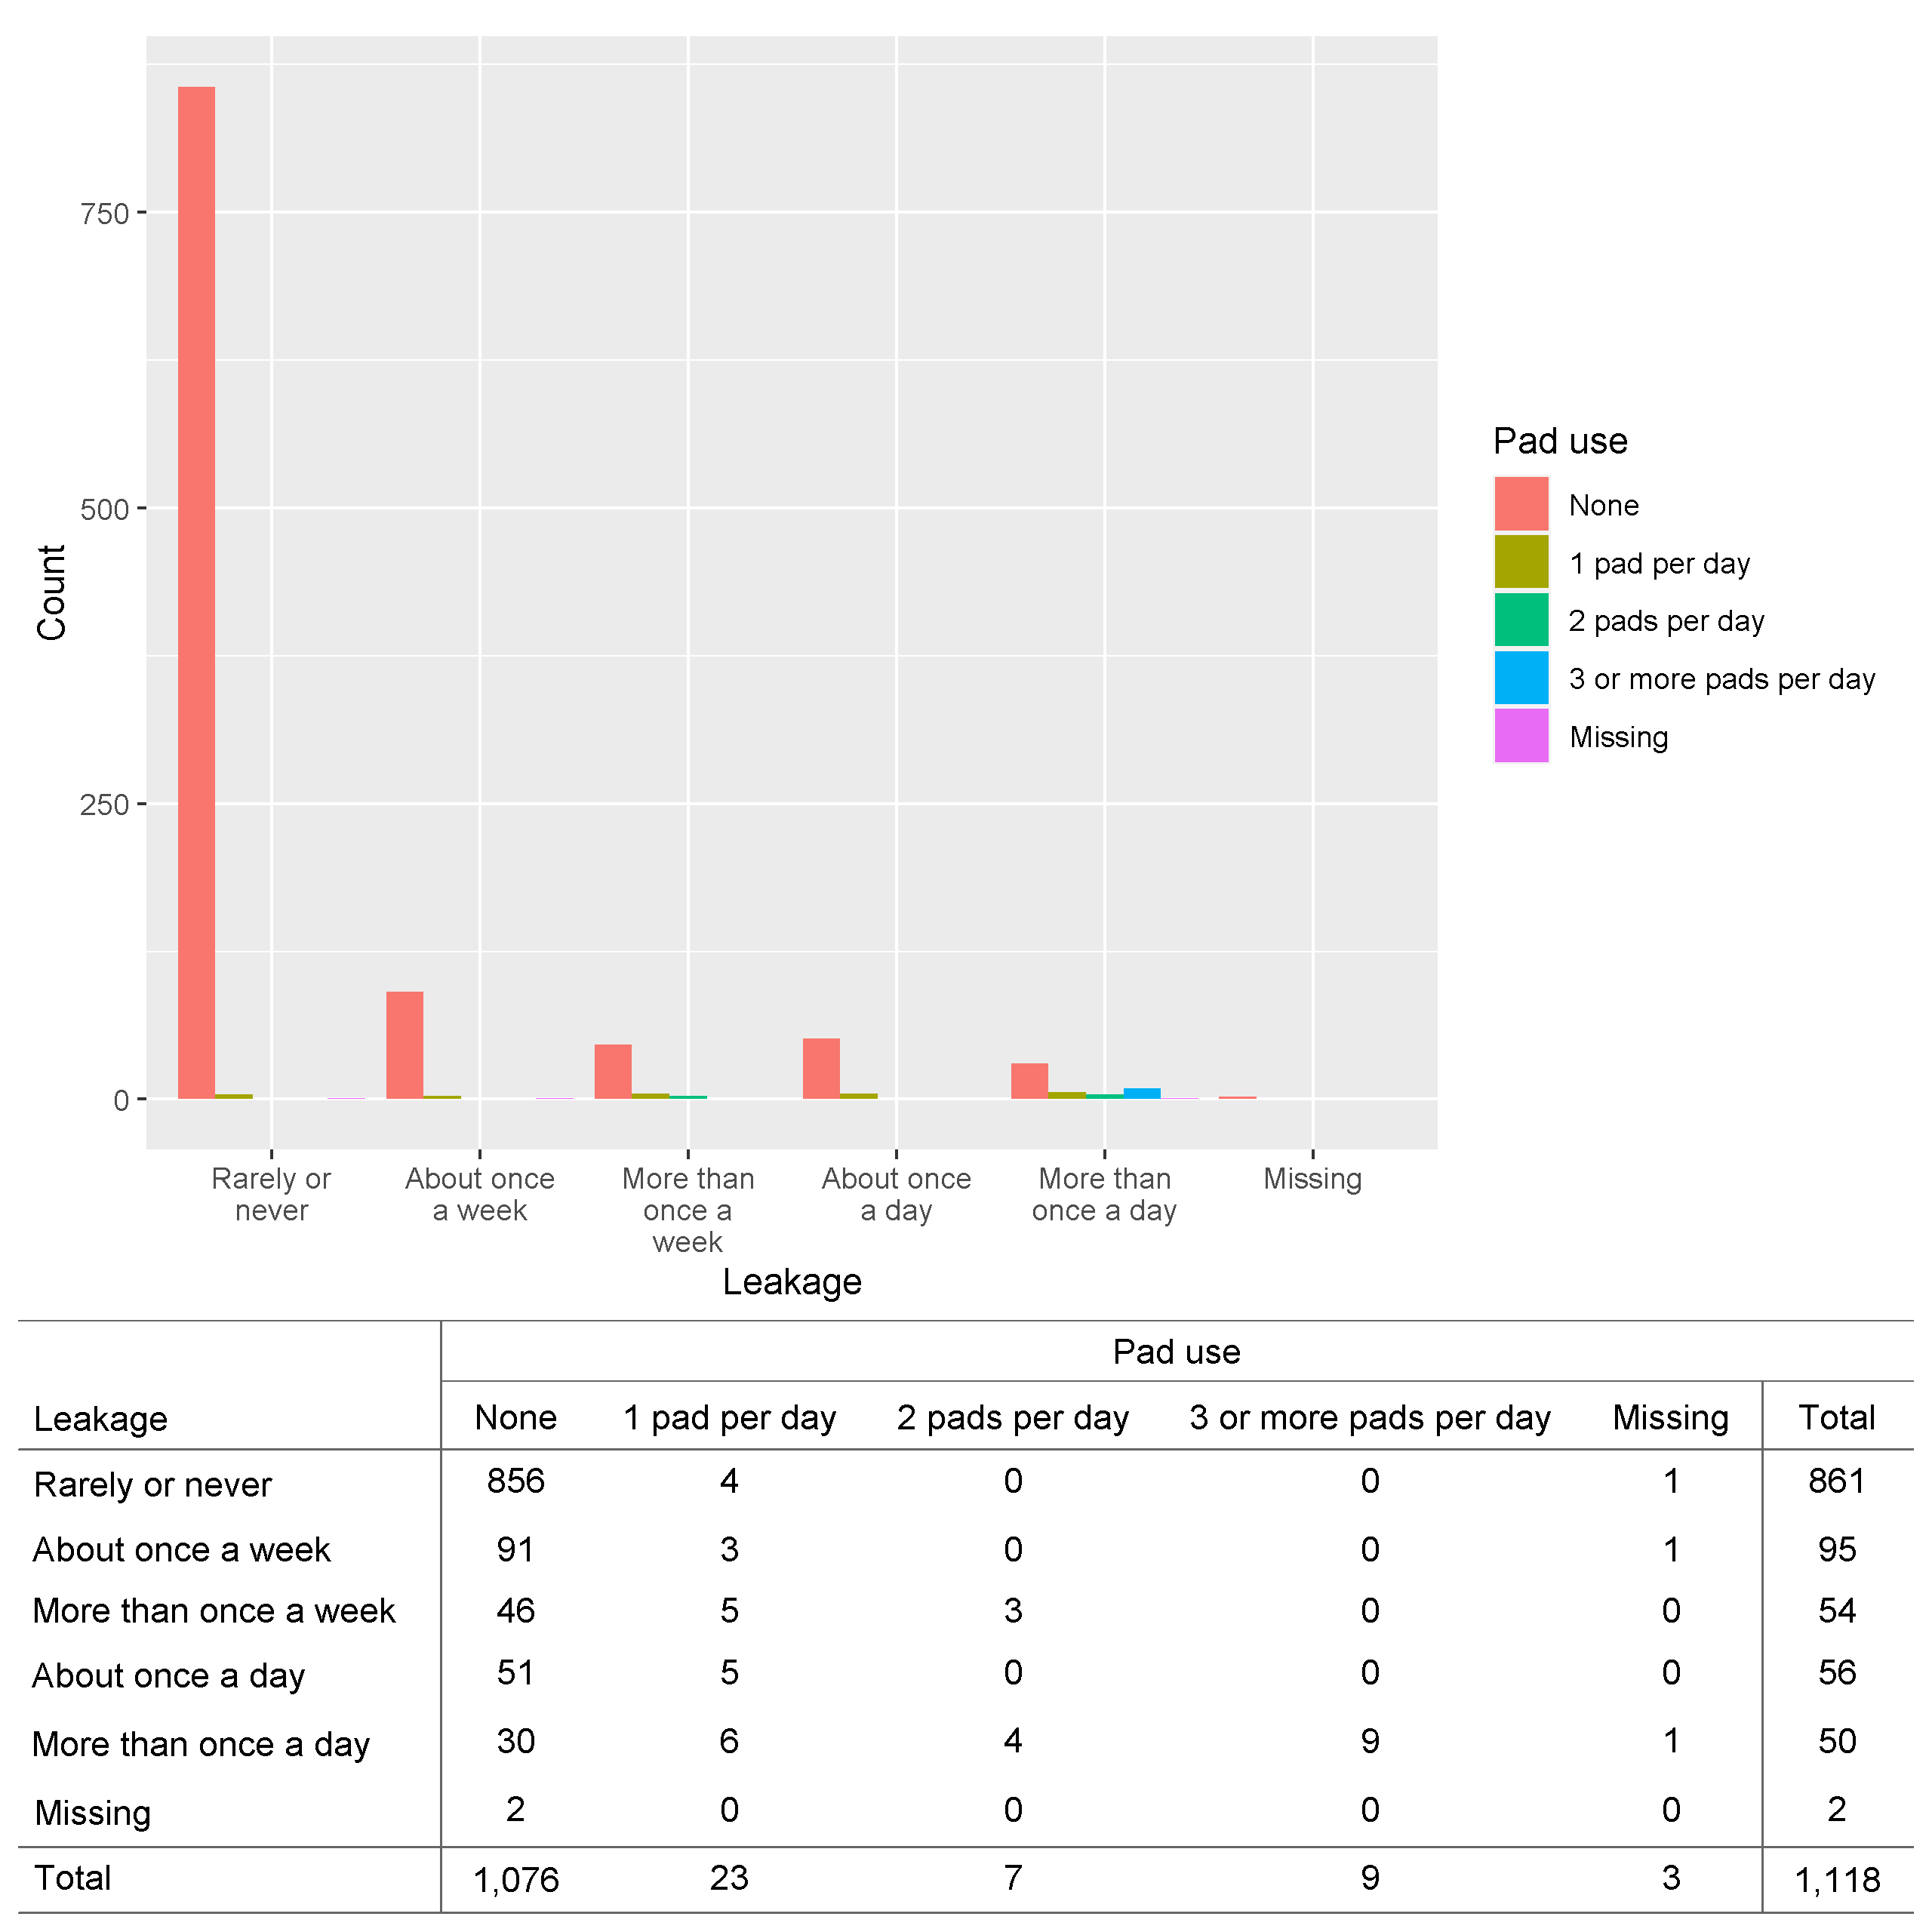 750
500
250
0
Count
Rarely or
never
About once
a week
More than
once a
week
About once
a day
More than
once a day
Missing
Leakage
Pad use
None
1 pad per day
2 pads per day
3 or more pads per day
Missing
Pad use
Leakage None 1 pad per day 2 pads per day 3 or more pads per day Missing Total
Rarely or never 856 4 0 0 1 861
About once a week 91 3 0 0 1 95
More than once a week 46 5 3 0 0 54
About once a day 51 5 0 0 0 56
More than once a day 30 6 4 9 1 50
Missing 2 0 0 0 0 2
Total 1,076 23 7 9 3 1,118